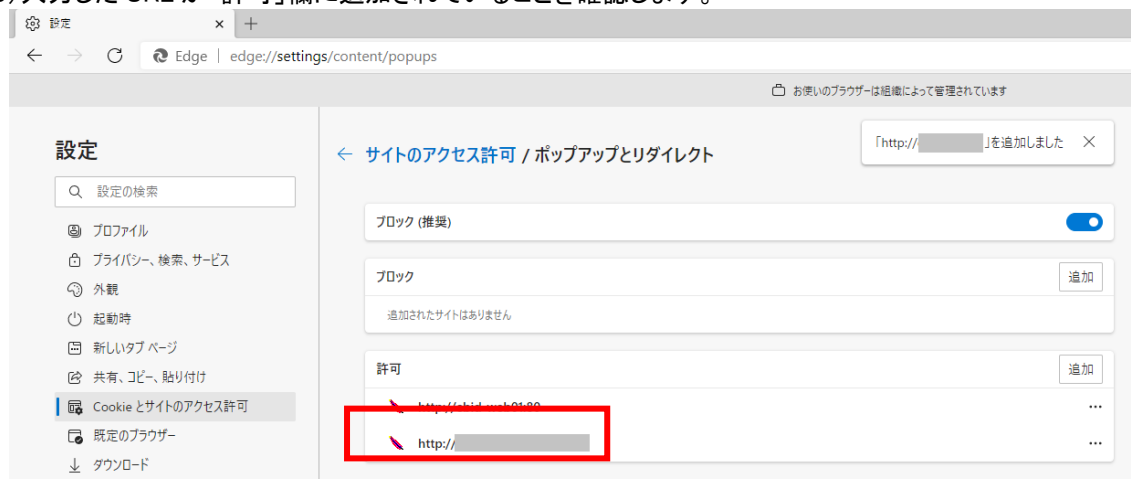 入力した URL が「許可」欄に追加されていることを確認します。
設定
Edge | edge://settings/content/popups
お使いのブラウザーは組織によって管理されています
設定
設定の検索
プロファイル
プライバシー、検索、サービス
外観
起動時
新しいタブ ページ
共有、コピー、貼り付け
Cookie とサイトのアクセス許可
既定のブラウザー
ダウンロード
サイトのアクセス許可 / ポップアップとリダイレクト
「http:// 」を追加しました
ブロック (推奨)
ブロック
追加
追加されたサイトはありません
許可
追加
http://